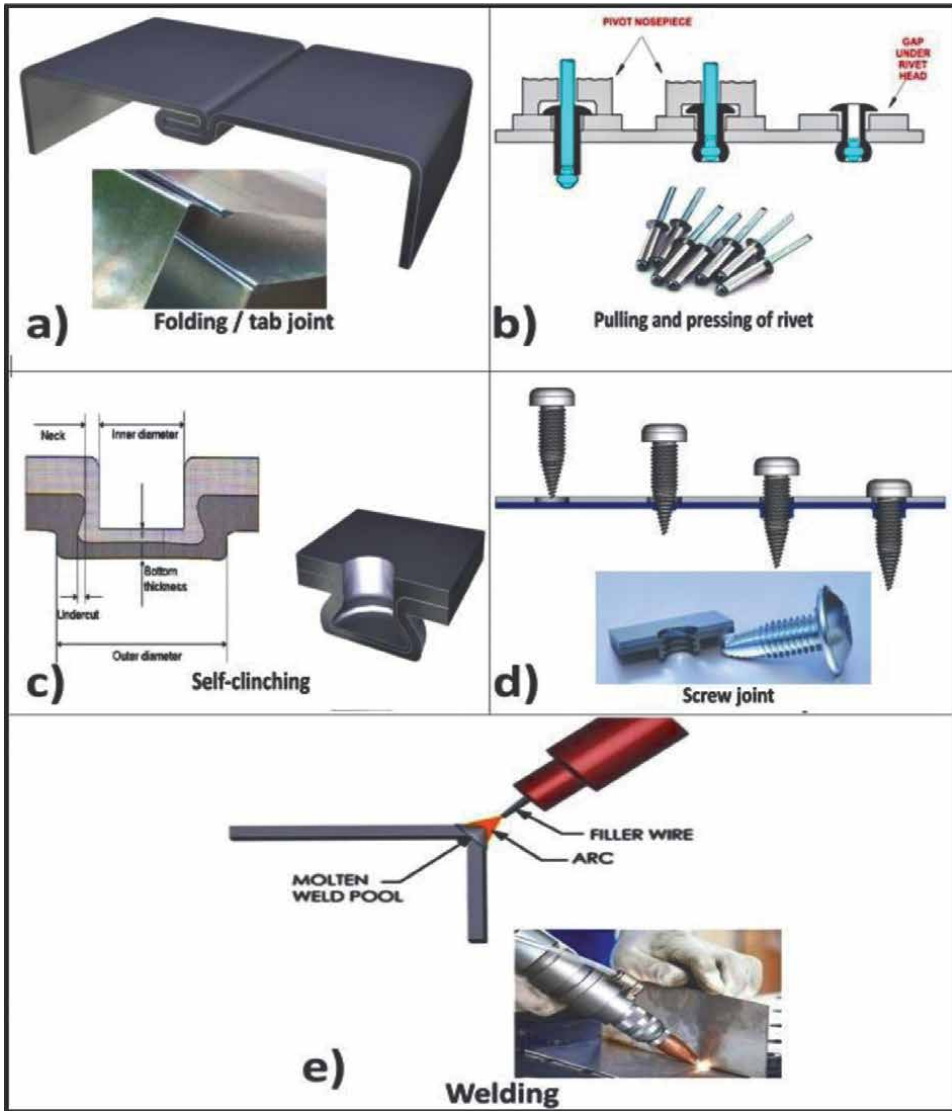 a)
Folding / tab joint
PIVOT NOSEPIECE
GAP
UNDER
RIVET
HEAD
b)
Pulling and pressing of rivet
Neck
Inner diameter
Bottom
thickness
Undercut
Outer diameter
c)
Self-clinching
d)
Screw joint
FILLER WIRE
ARC
MOLTEN
WELD POOL
e)
Welding